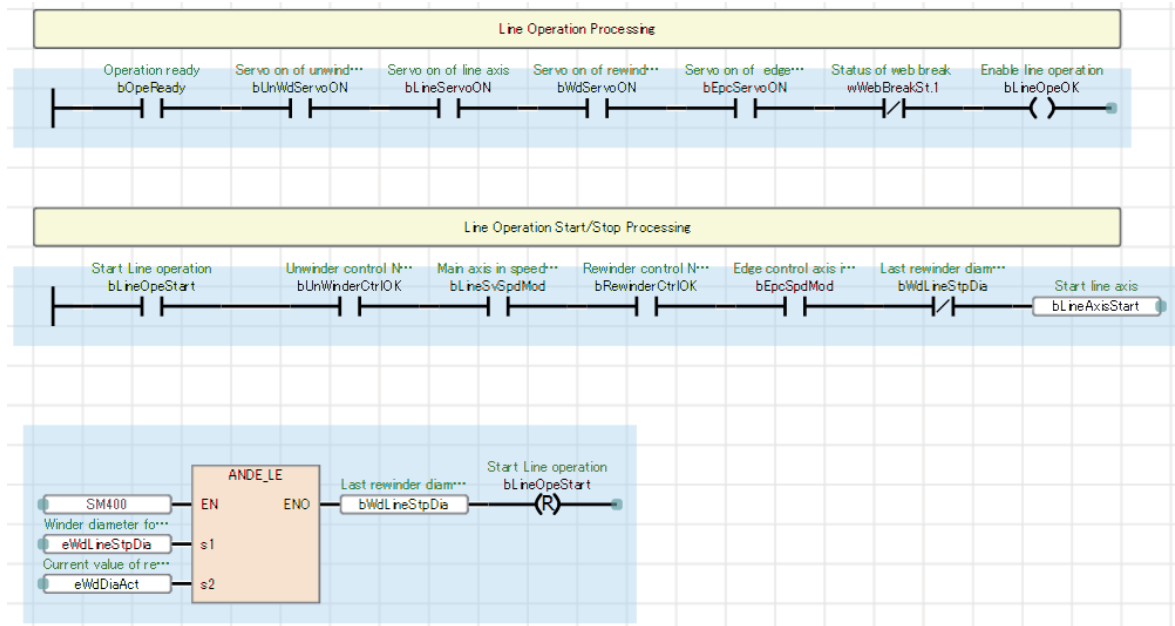 Line Operation Processing
Operation ready Servo on of unwind··· Servo on of line axis Servo on of rewind··· Servo on of edge··· Status of web break Enable line operation
bOpeReady bUnWdServoON bLineServoON bWdServoON bEpcServoON wWebBreakSt.1 bLineOpeOK
Line Operation Start/Stop Processing
Start Line operation Unwinder control N··· Main axis in speed··· Rewinder control N··· Edge control axis i··· Last rewinder diam··· Start line axis
bLineOpeStart bUnWinderCtrlOK bLineSvSpdMod bRewinderCtrlOK bEpcSpdMod bWdLineStpDia bLineAxisStart
ANDE_LE
Last rewinder diam··· Start Line operation
SM400 EN ENO bWdLineStpDia bLineOpeStart
(R)
Winder diameter fo···
eWdLineStpDia s1
Current value of re···
eWdDiaAct s2